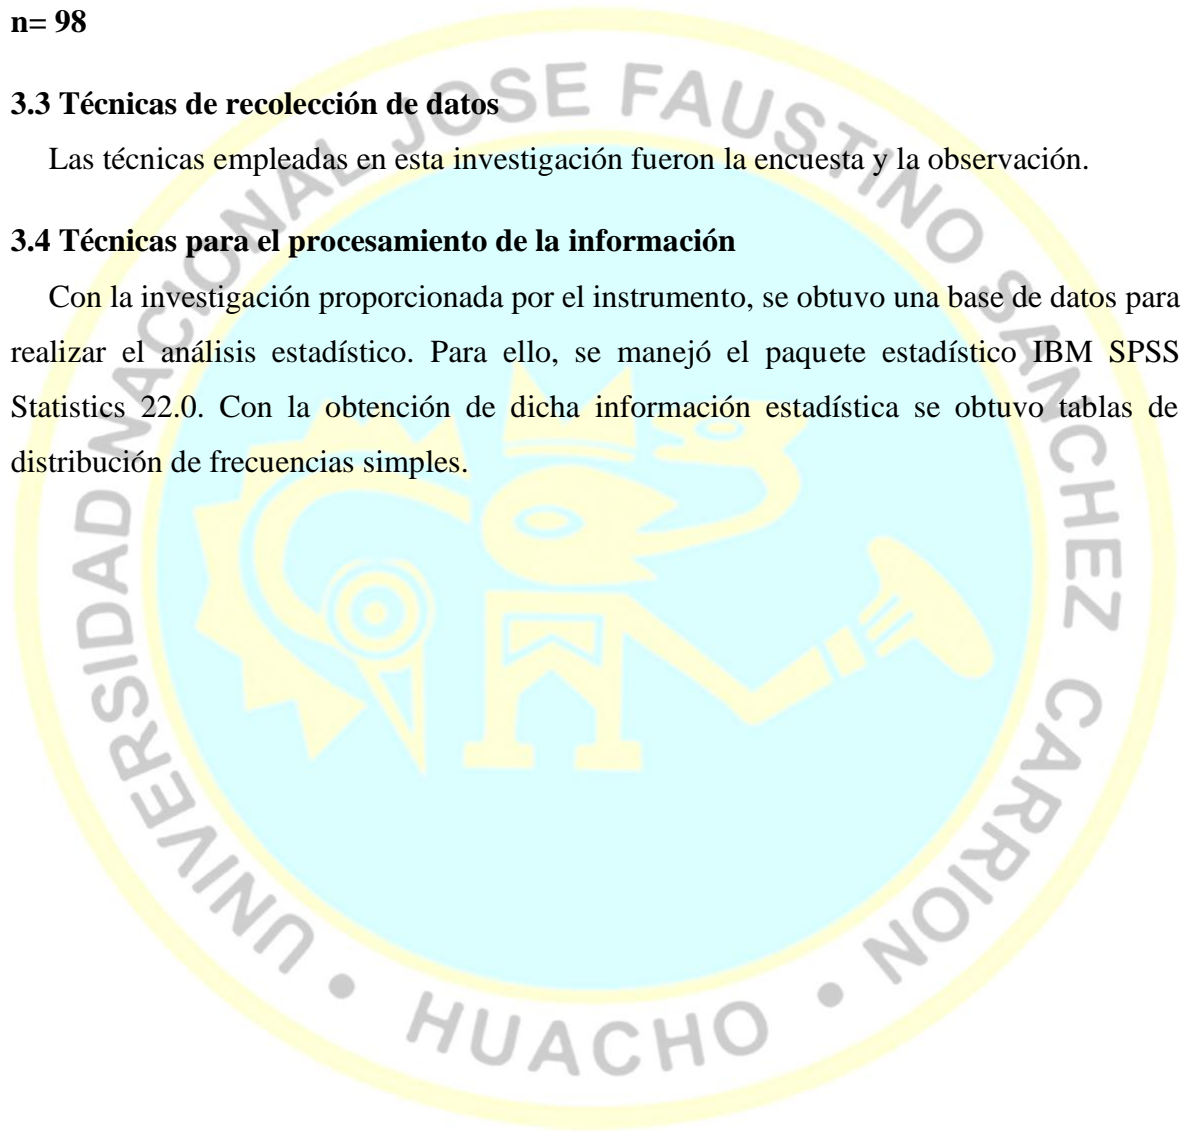 n= 98
3.3 Técnicas de recolección de datos
Las técnicas empleadas en esta investigación fueron la encuesta y la observación.
3.4 Técnicas para el procesamiento de la información
Con la investigación proporcionada por el instrumento, se obtuvo una base de datos para
realizar el análisis estadístico. Para ello, se manejó el paquete estadístico IBM SPSS
Statistics 22.0. Con la obtención de dicha información estadística se obtuvo tablas de
distribución de frecuencias simples.
UNIVERSIDAD NACIONAL JOSE FAUSTINO SANCHEZ CARRION • HUACHO •